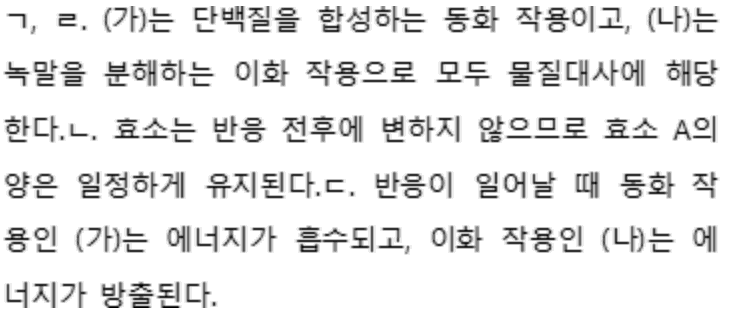 ㄱ, ㄹ. (가)는 단백질을 합성하는 동화 작용이고, (나)는
녹말을 분해하는 이화 작용으로 모두 물질대사에 해당
한다.ㄴ. 효소는 반응 전후에 변하지 않으므로 효소 A의
양은 일정하게 유지된다.ㄷ. 반응이 일어날 때 동화 작
용인 (가)는 에너지가 흡수되고, 이화 작용인 (나)는 에
너지가 방출된다.